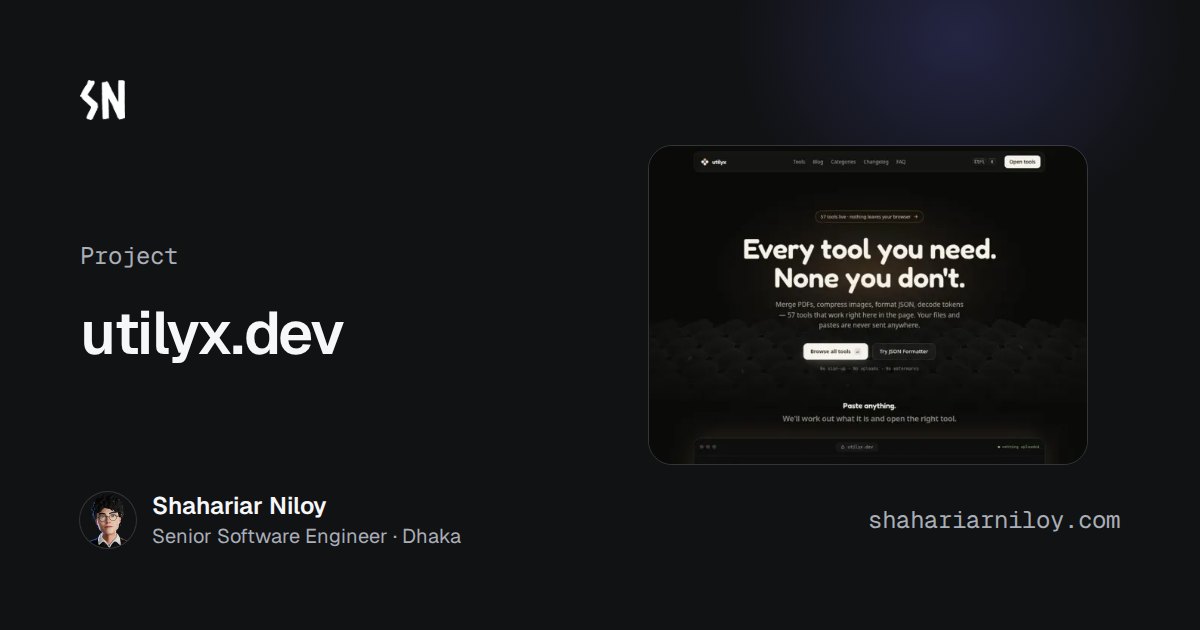 SN
Project
utilyx.dev
Shahariar Niloy
Senior Software Engineer · Dhaka
utilyx
Tools Blog Categories Changelog FAQ
Ctrl K
Open tools
57 tools live · nothing leaves your browser →
Every tool you need.
None you don't.
Merge PDFs, compress images, format JSON, decode tokens
— 57 tools that work right here in the page. Your files and
pastes are never sent anywhere.
Browse all tools
Try JSON Formatter
No sign-up · No uploads · No watermarks
Paste anything.
We'll work out what it is and open the right tool.
utilyx.dev
nothing uploaded
shahariarniloy.com